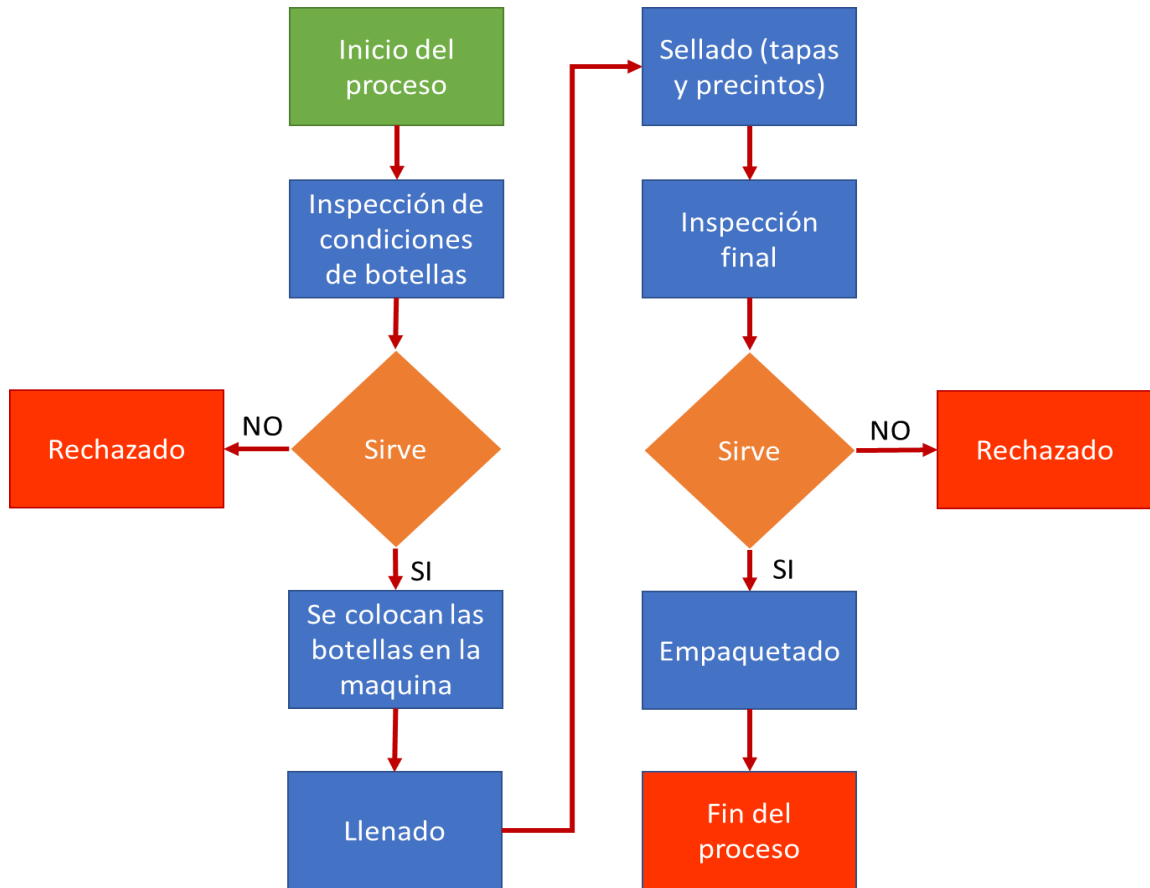 Inicio del
proceso
Inspección de
condiciones
de botellas
Sirve
NO
Rechazado
SI
Se colocan las
botellas en la
maquina
Llenado
Sellado (tapas
y precintos)
Inspección
final
Sirve
NO
Rechazado
SI
Empaquetado
Fin del
proceso